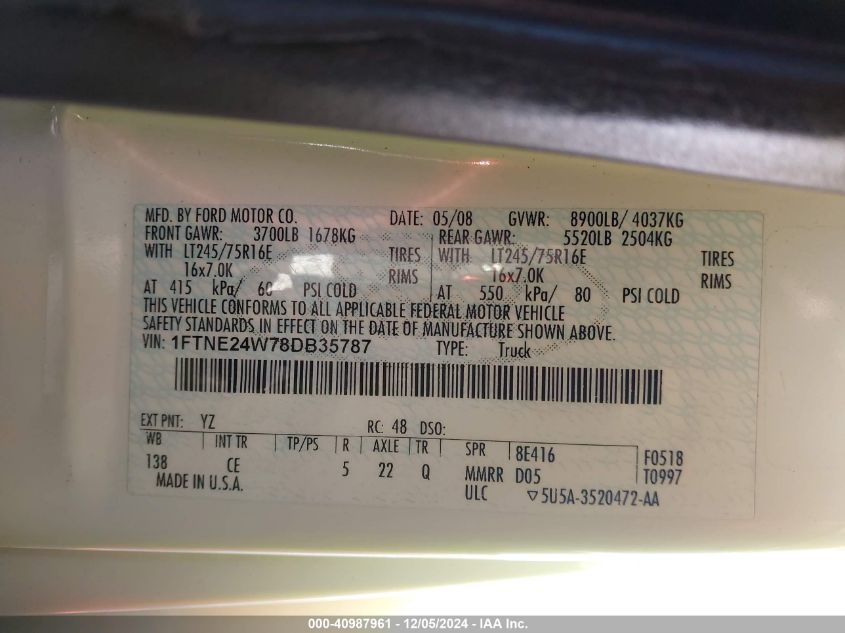 MFD. BY FORD MOTOR CO. DATE: 05/08 GVWR: 8900LB/ 4037KG
FRONT GAWR: 3700LB 1678KG REAR GAWR: 5520LB 2504KG
WITH LT245/75R16E TIRES WITH LT245/75R16E TIRES
16x7.0K RIMS 16x7.0K RIMS
AT 415 kPa/ 60 PSI COLD AT 550 kPa/ 80 PSI COLD
THIS VEHICLE CONFORMS TO ALL APPLICABLE FEDERAL MOTOR VEHICLE
SAFETY STANDARDS IN EFFECT ON THE DATE OF MANUFACTURE SHOWN ABOVE.
VIN: 1FTNE24W78DB35787 TYPE: Truck
EXT PNT: YZ RC: 48 DSO:
WB INT TR TP/PS R AXLE TR SPR 8E416 F0518
138 CE 5 22 Q MMRR D05 T0997
MADE IN U.S.A. ULC ▽5U5A-3520472-AA
000-40987961 - 12/05/2024 - IAA Inc.